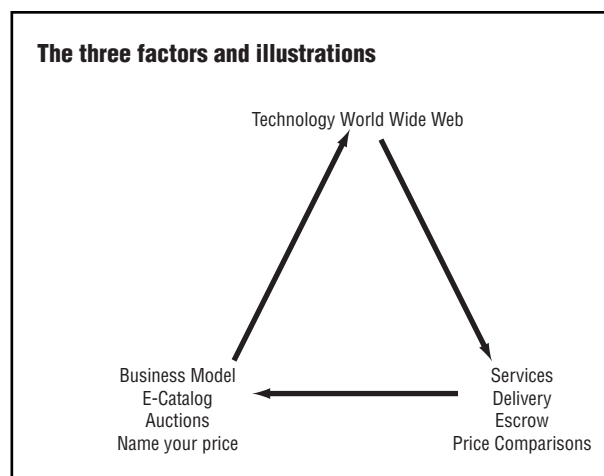 The three factors and illustrations
Technology World Wide Web
Business Model
E-Catalog
Auctions
Name your price
Services
Delivery
Escrow
Price Comparisons